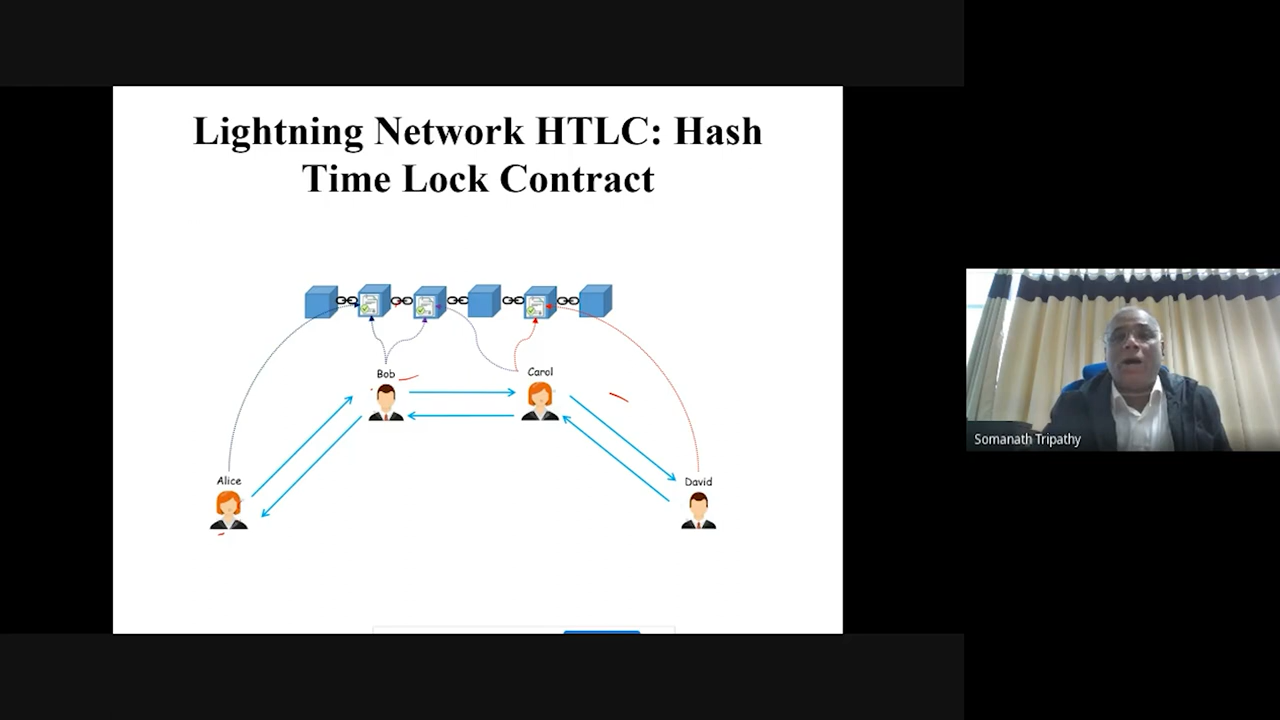 Lightning Network HTLC: Hash
Time Lock Contract
Bob
Carol
Alice
David
Somanath Tripathy